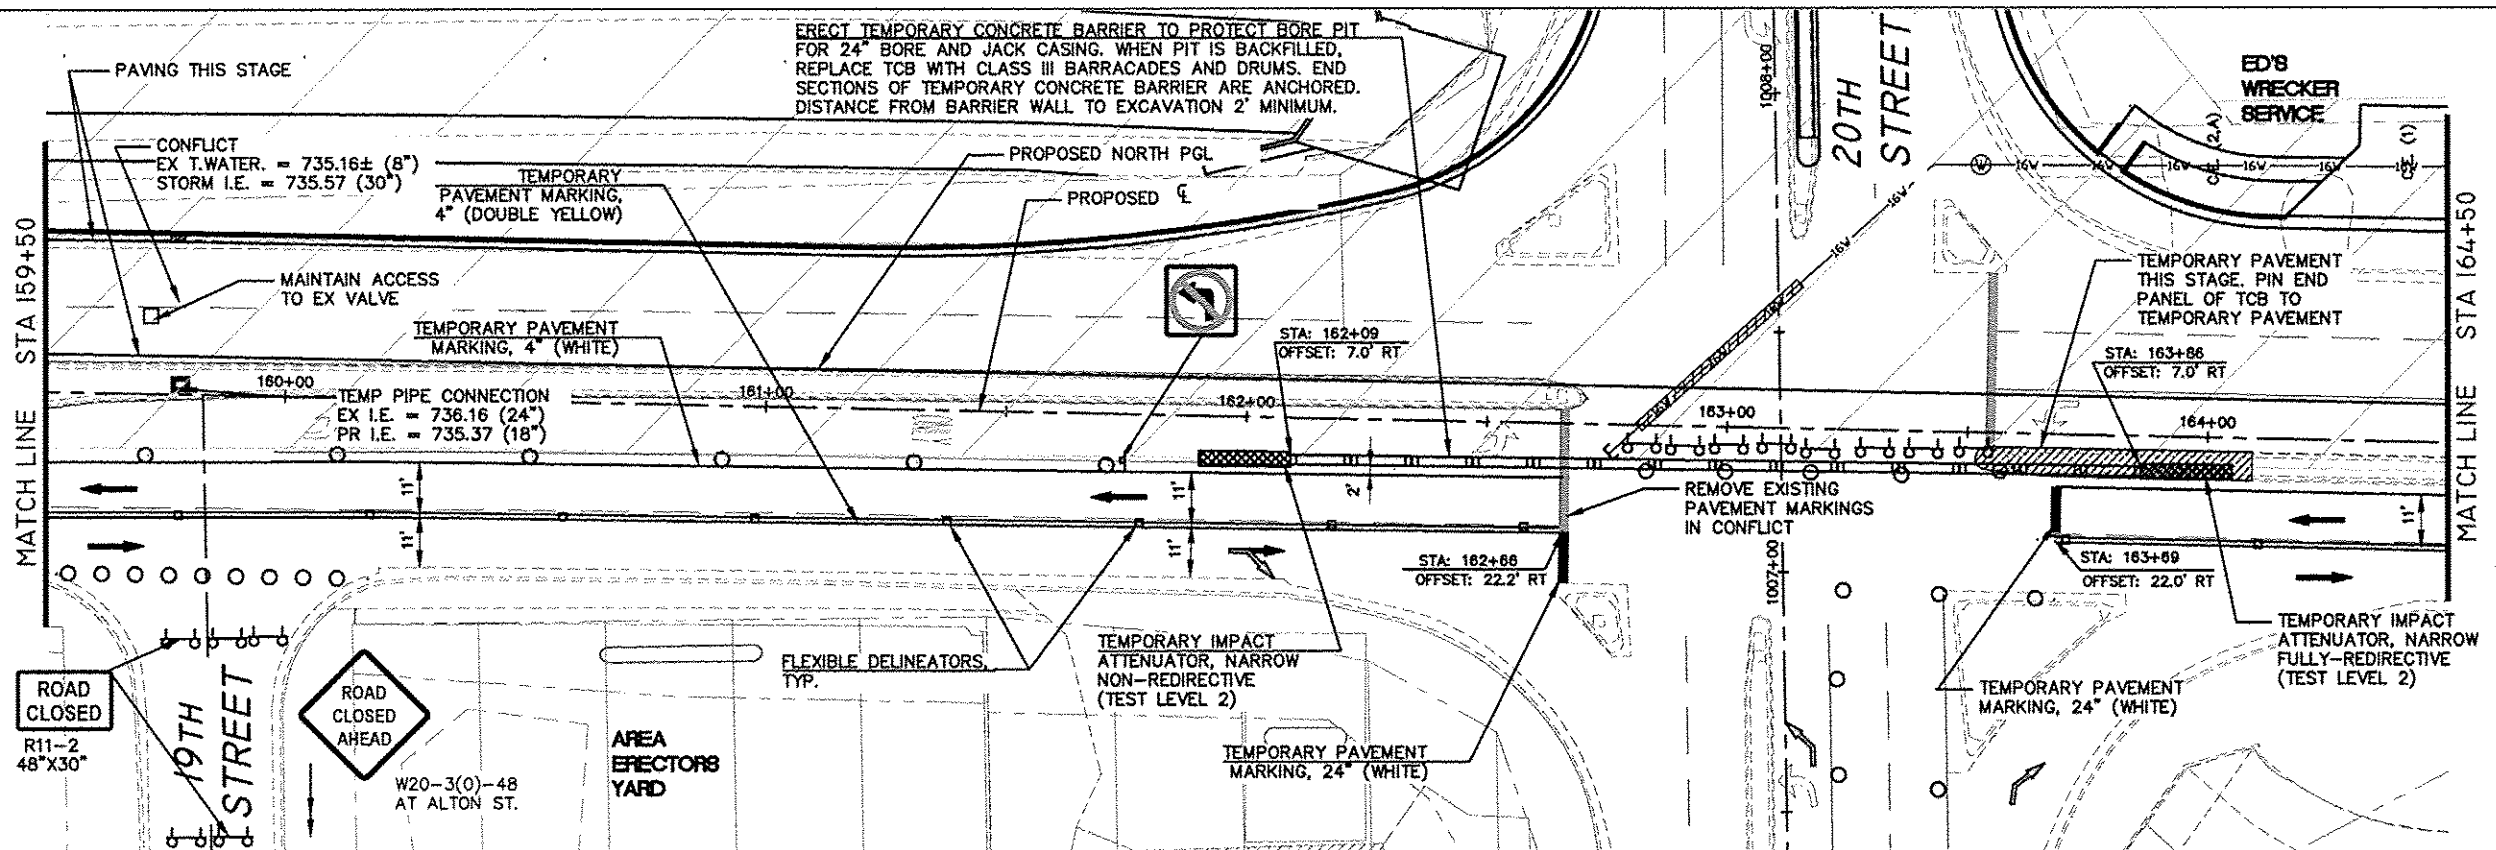 ERECT TEMPORARY CONCRETE BARRIER TO PROTECT BORE PIT
FOR 24" BORE AND JACK CASING. WHEN PIT IS BACKFILLED,
REPLACE TCB WITH CLASS III BARRACADES AND DRUMS. END
SECTIONS OF TEMPORARY CONCRETE BARRIER ARE ANCHORED.
DISTANCE FROM BARRIER WALL TO EXCAVATION 2' MINIMUM.
PAVING THIS STAGE
CONFLICT
EX T.WATER. = 735.16± (8")
STORM I.E. = 735.57 (30")
TEMPORARY
PAVEMENT MARKING,
4" (DOUBLE YELLOW)
PROPOSED NORTH PGL
PROPOSED ℄
1008+00
20TH
STREET
ED'S
WRECKER
SERVICE
W
16W
16W
16W
16W
16W
16W
16W
16W
16W
16W
MATCH LINE STA 159+50
MAINTAIN ACCESS
TO EX VALVE
TEMPORARY PAVEMENT
MARKING, 4" (WHITE)
STA: 162+09
OFFSET: 7.0' RT
TEMPORARY PAVEMENT
THIS STAGE. PIN END
PANEL OF TCB TO
TEMPORARY PAVEMENT
STA: 163+86
OFFSET: 7.0' RT
MATCH LINE STA 164+50
160+00
161+00
162+00
163+00
164+00
TEMP PIPE CONNECTION
EX I.E. = 736.16 (24")
PR I.E. = 735.37 (18")
11'
11'
11'
11'
2'
11'
REMOVE EXISTING
PAVEMENT MARKINGS
IN CONFLICT
STA: 162+66
OFFSET: 22.2' RT
1007+00
STA: 163+69
OFFSET: 22.0' RT
FLEXIBLE DELINEATORS,
TYP.
TEMPORARY IMPACT
ATTENUATOR, NARROW
NON-REDIRECTIVE
(TEST LEVEL 2)
TEMPORARY IMPACT
ATTENUATOR, NARROW
FULLY-REDIRECTIVE
(TEST LEVEL 2)
TEMPORARY PAVEMENT
MARKING, 24" (WHITE)
TEMPORARY PAVEMENT
MARKING, 24" (WHITE)
ROAD
CLOSED
R11-2
48"X30"
19TH
STREET
ROAD
CLOSED
AHEAD
W20-3(0)-48
AT ALTON ST.
AREA
ERECTORS
YARD